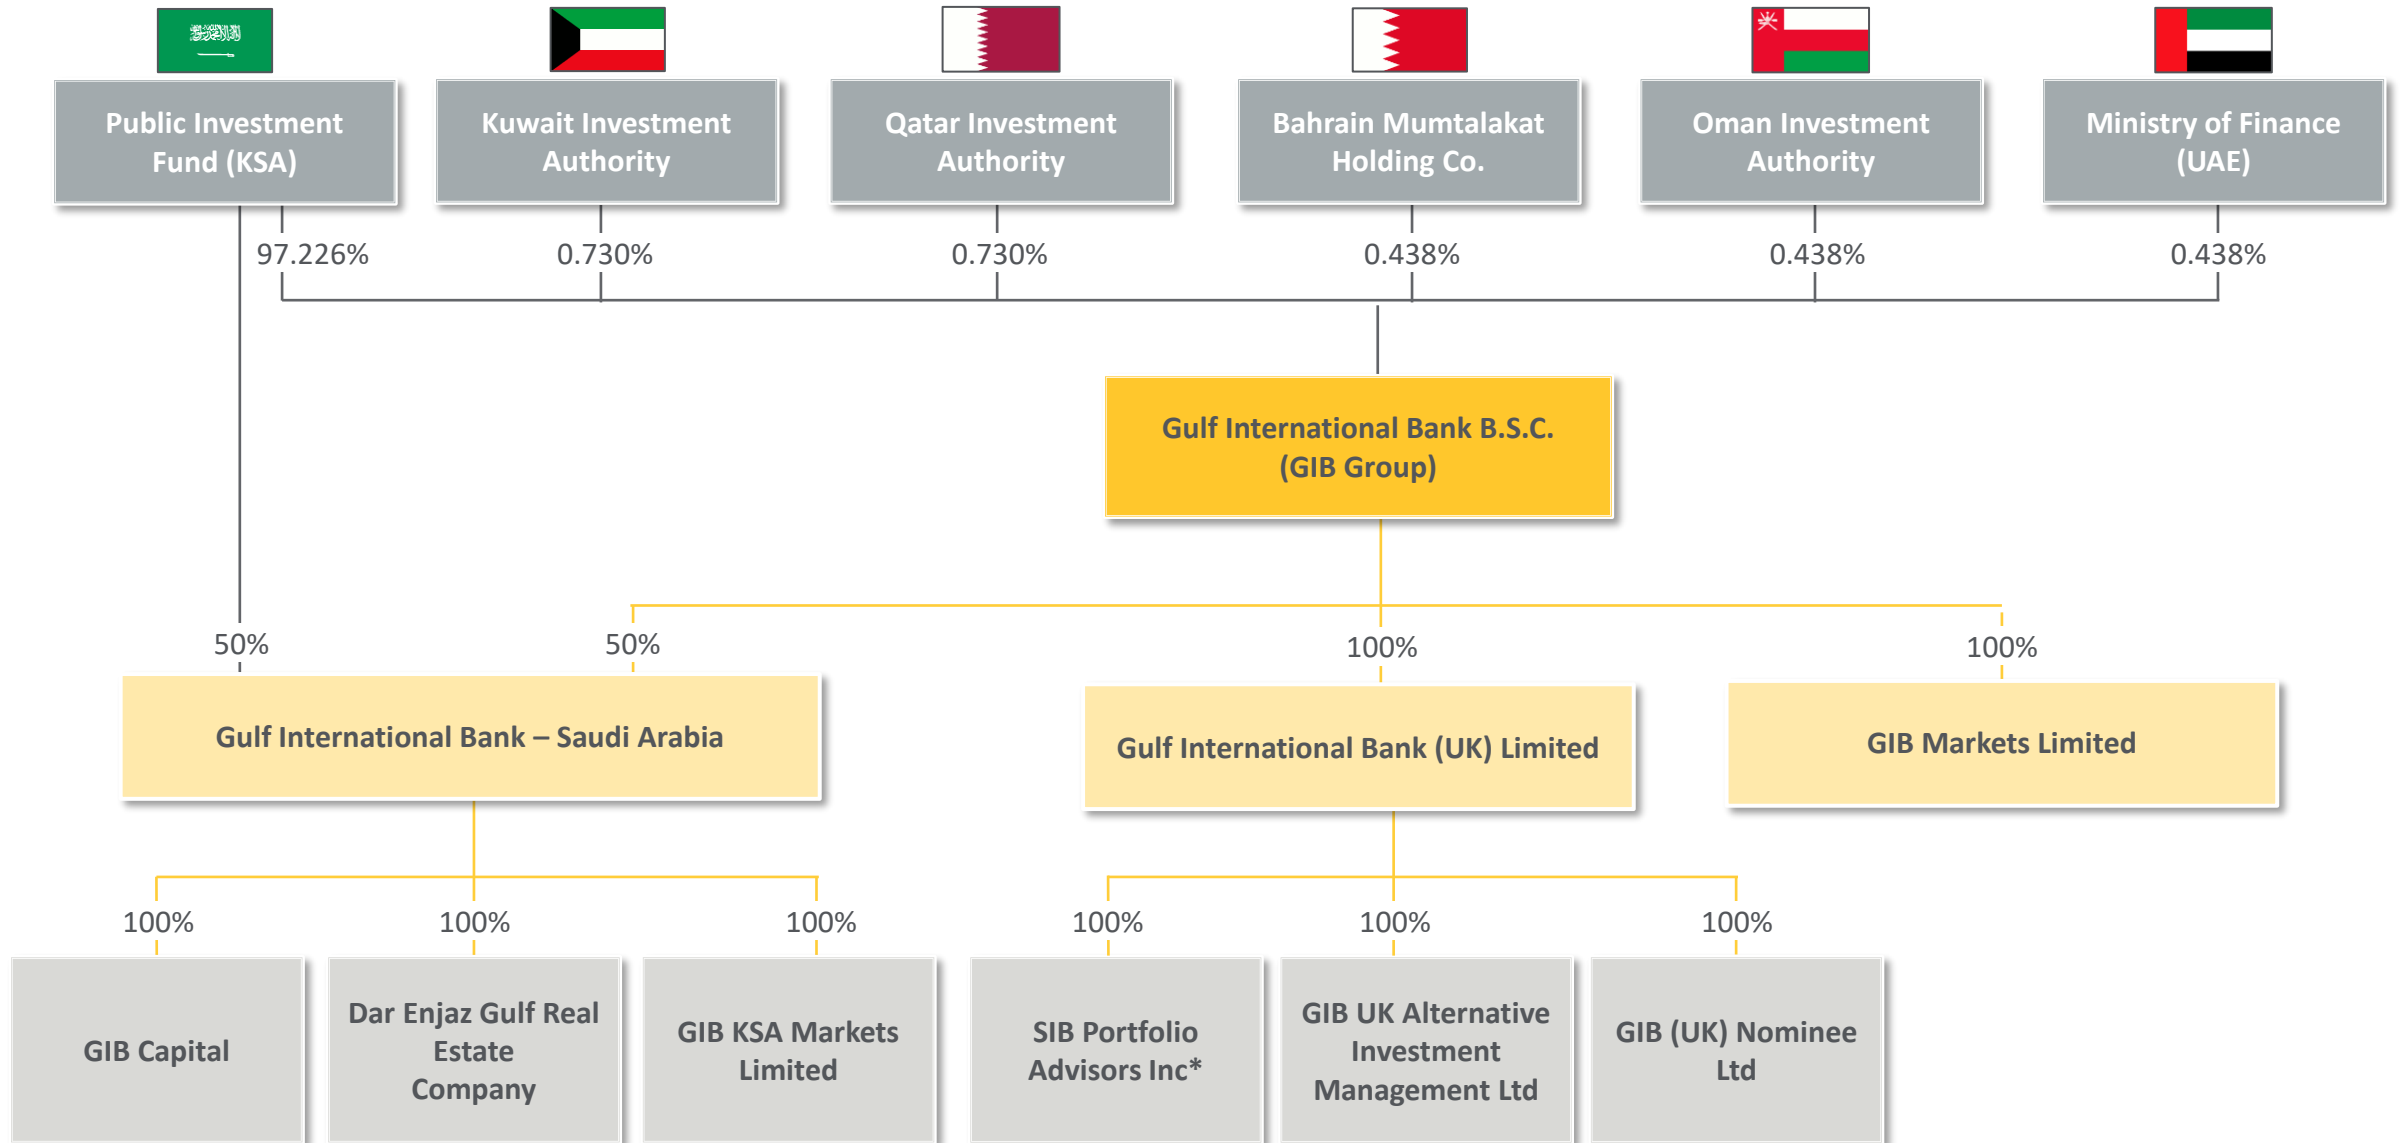 Public Investment
Fund (KSA)
Kuwait Investment
Authority
Qatar Investment
Authority
Bahrain Mumtalakat
Holding Co.
Oman Investment
Authority
Ministry of Finance
(UAE)
97.226%
0.730%
0.730%
0.438%
0.438%
0.438%
Gulf International Bank B.S.C.
(GIB Group)
50%
50%
100%
100%
Gulf International Bank – Saudi Arabia
Gulf International Bank (UK) Limited
GIB Markets Limited
100%
100%
100%
100%
100%
100%
GIB Capital
Dar Enjaz Gulf Real
Estate
Company
GIB KSA Markets
Limited
SIB Portfolio
Advisors Inc*
GIB UK Alternative
Investment
Management Ltd
GIB (UK) Nominee
Ltd